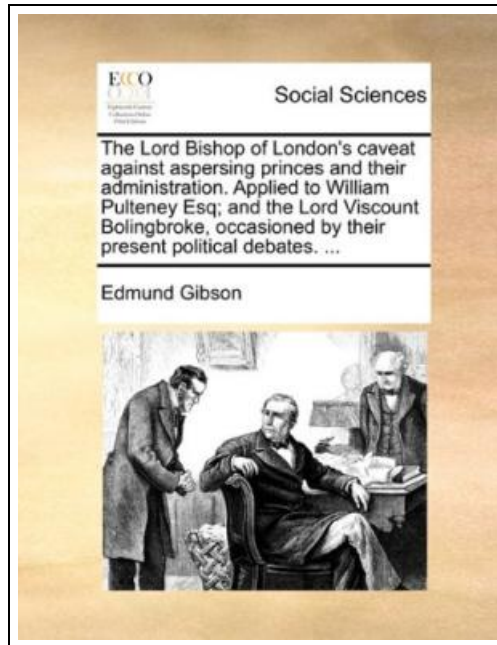 ECCO
Social Sciences
The Lord Bishop of London's caveat
against aspersing princes and their
administration. Applied to William
Pulteney Esq; and the Lord Viscount
Bolingbroke, occasioned by their
present political debates. ...
Edmund Gibson